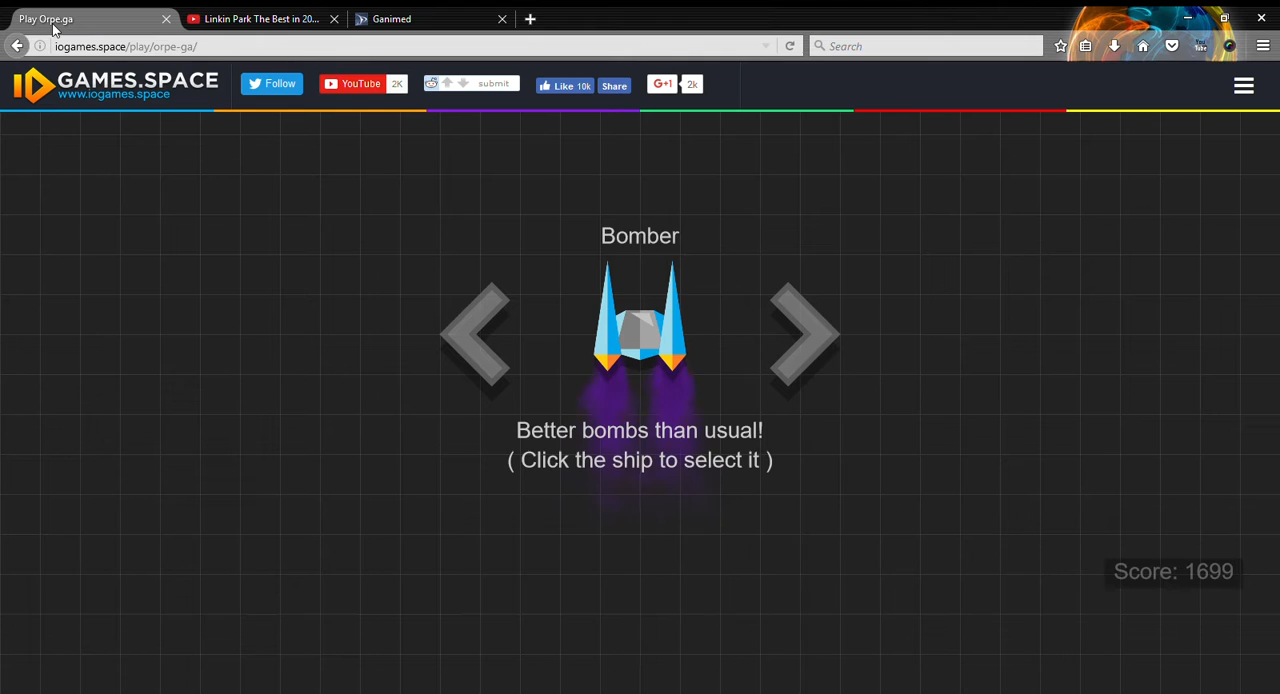 Play Orpe.ga
Linkin Park The Best in 20...
Ganimed
iogames.space/play/orpe-ga/
Search
You
Tube
GAMES.SPACE
www.iogames.space
Follow
YouTube 2K
submit
Like 10k
Share
G+1 2k
Bomber
Better bombs than usual!
( Click the ship to select it )
Score: 1699